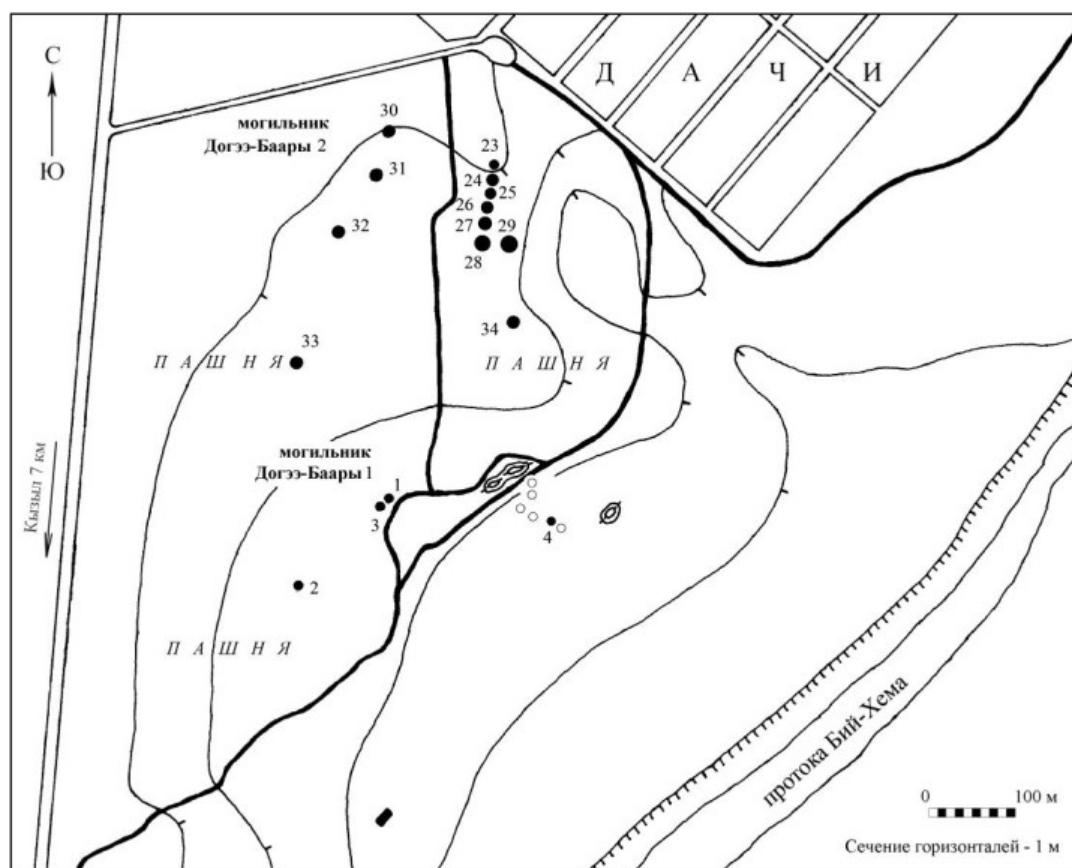 С
Ю
Д А Ч И
30
могильник
Догээ-Баары 2
31
32
23
24
25
26
27
29
28
34
33
П А Ш Н Я
П А Ш Н Я
Кызыл 7 км
могильник
Догээ-Баары 1
1
3
4
2
П А Ш Н Я
протока Бий-Хема
0 100 м
Сечение горизонталей - 1 м